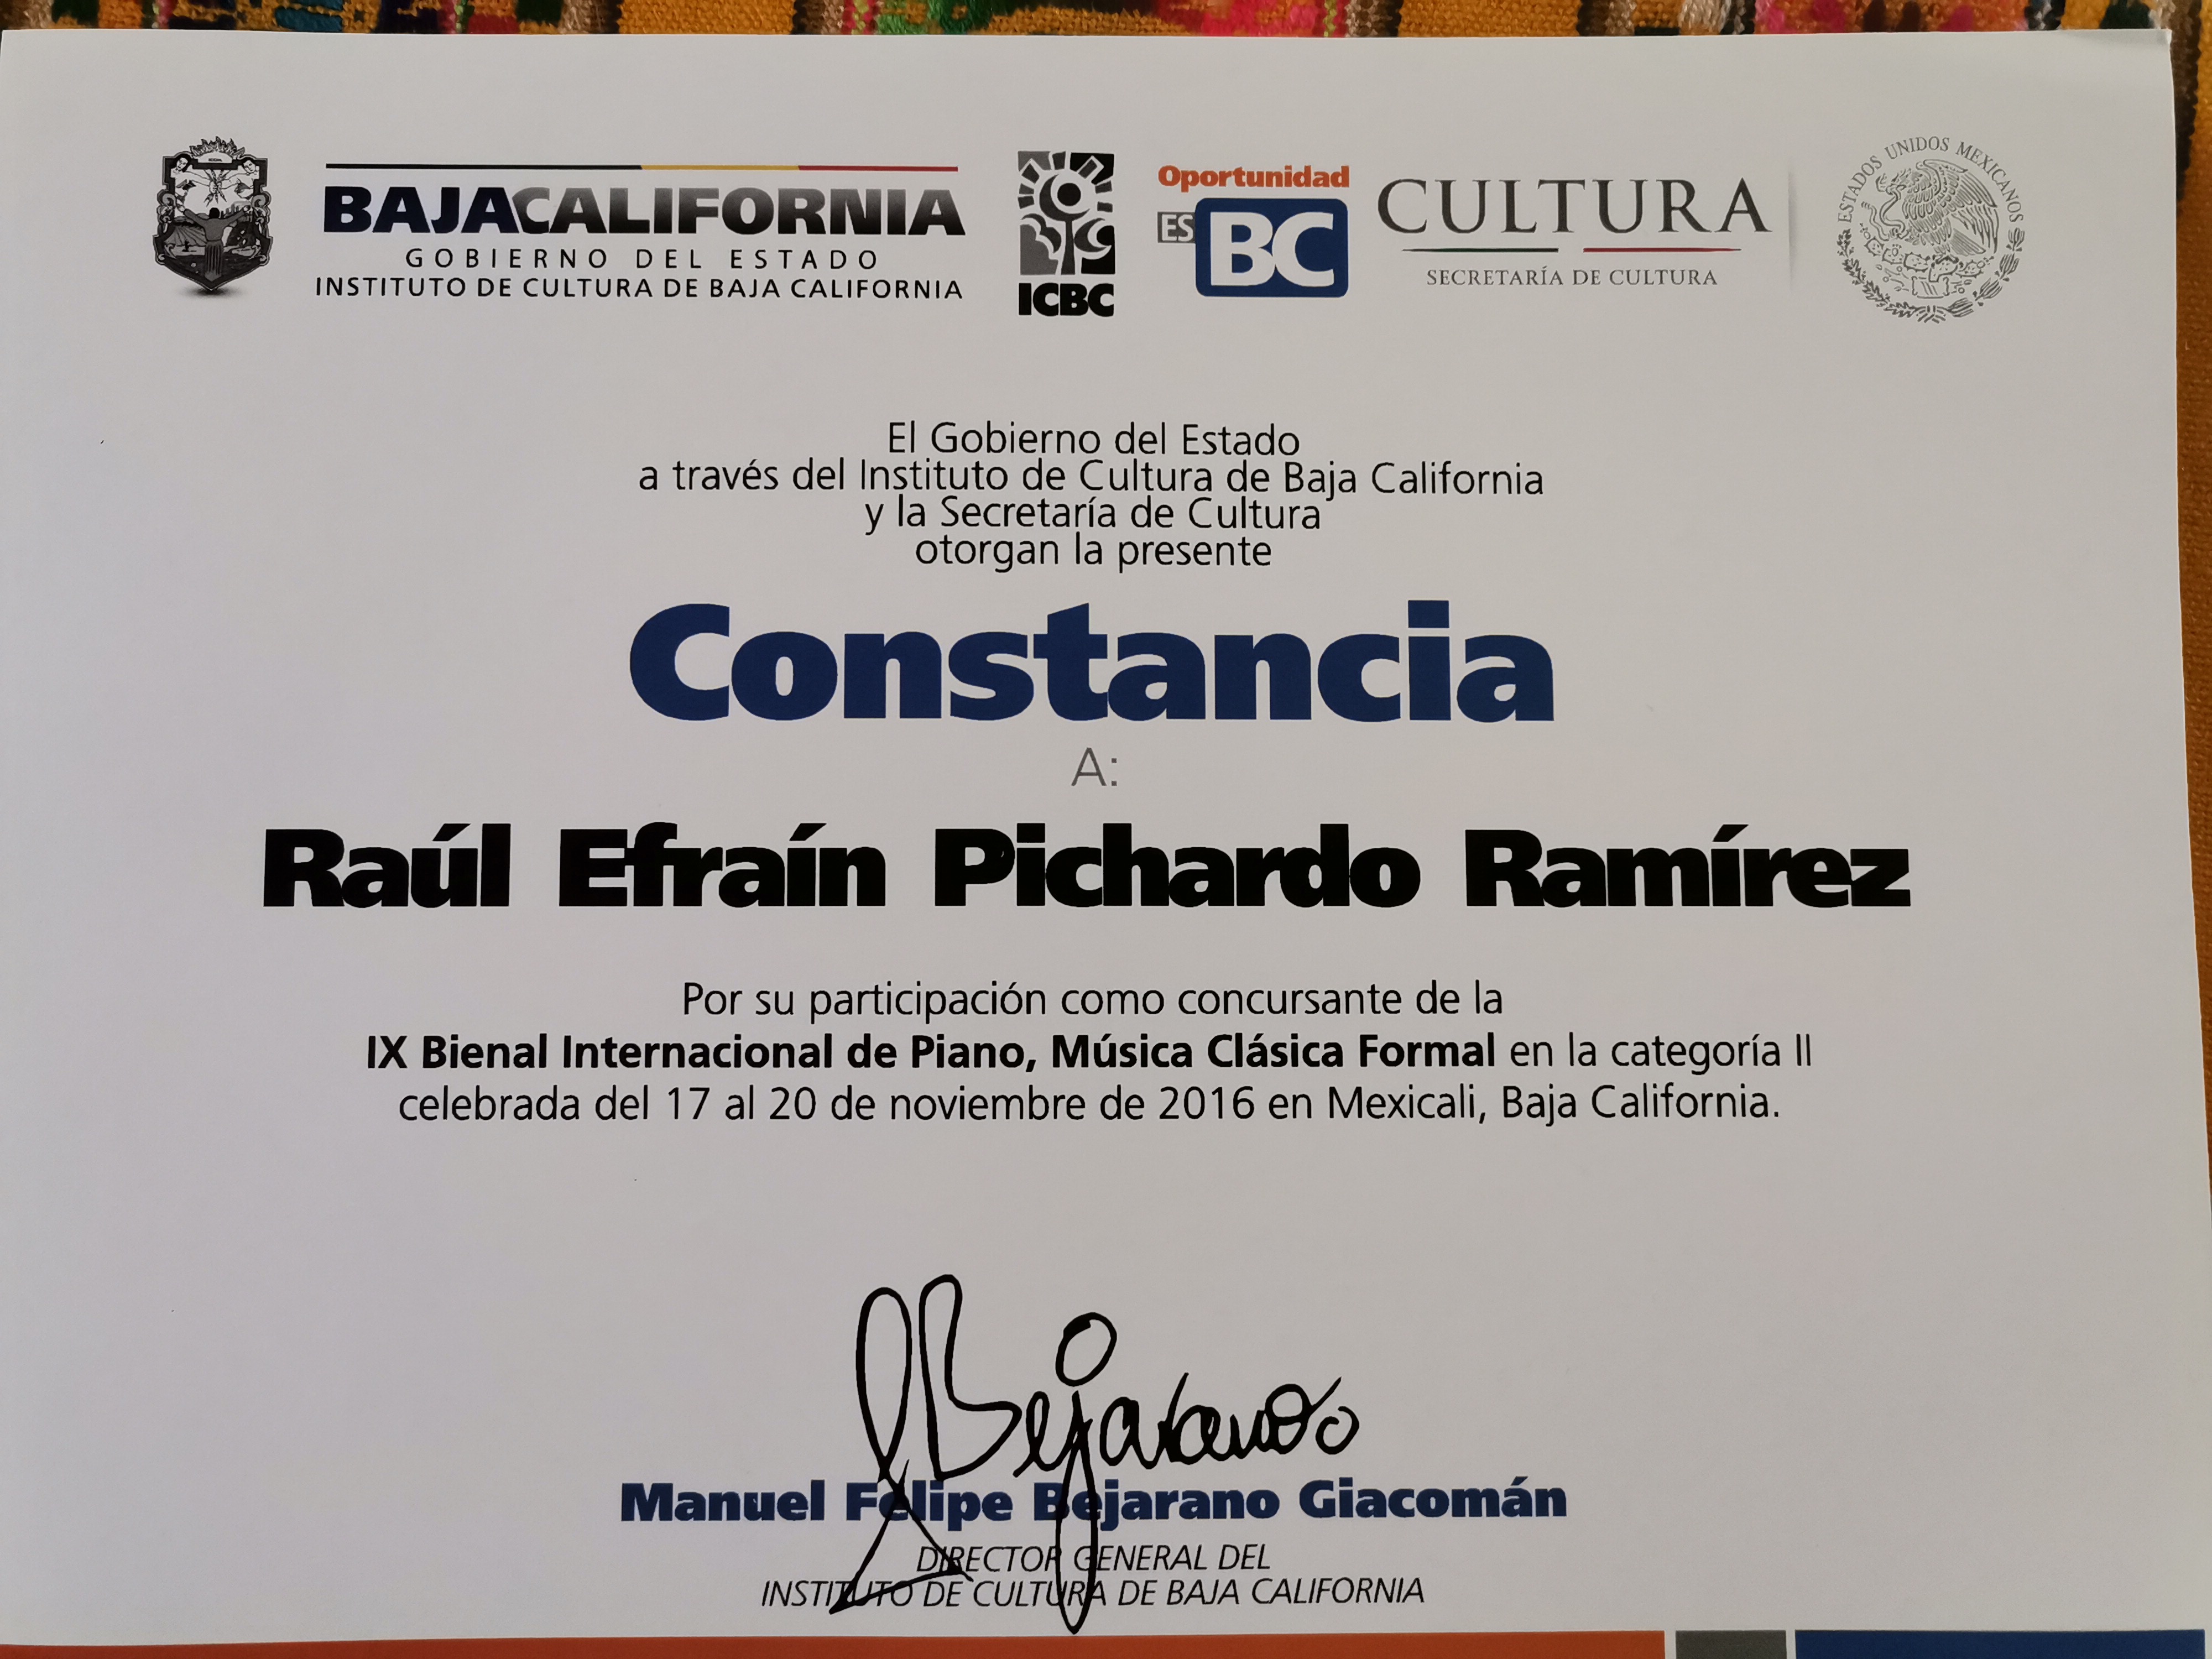 BAJACALIFORNIA
GOBIERNO DEL ESTADO
INSTITUTO DE CULTURA DE BAJA CALIFORNIA
ICBC
Oportunidad
ES BC
CULTURA
SECRETARÍA DE CULTURA
ESTADOS UNIDOS MEXICANOS
El Gobierno del Estado
a través del Instituto de Cultura de Baja California
y la Secretaría de Cultura
otorgan la presente
Constancia
A:
Raúl Efraín Pichardo Ramírez
Por su participación como concursante de la
IX Bienal Internacional de Piano, Música Clásica Formal en la categoría II
celebrada del 17 al 20 de noviembre de 2016 en Mexicali, Baja California.
Bejarano
Manuel Felipe Bejarano Giacomán
DIRECTOR GENERAL DEL
INSTITUTO DE CULTURA DE BAJA CALIFORNIA